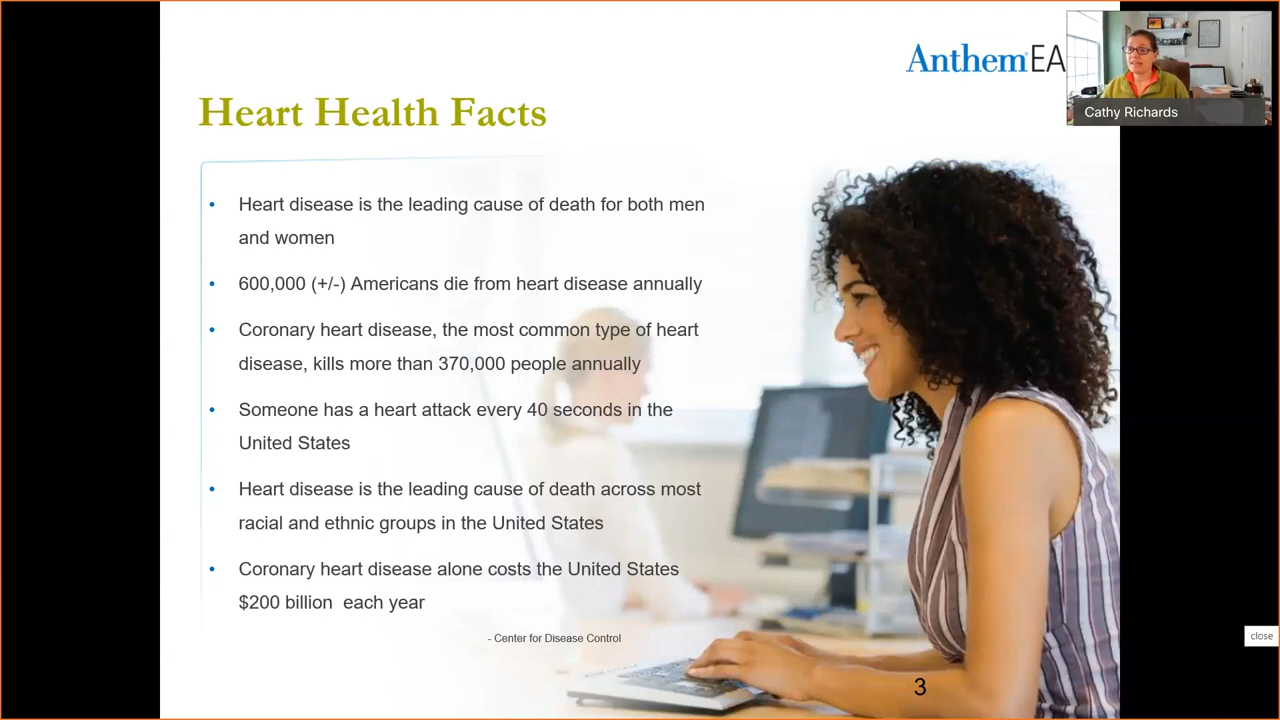 AnthemEA
Cathy Richards
Heart Health Facts
• Heart disease is the leading cause of death for both men
and women
• 600,000 (+/-) Americans die from heart disease annually
• Coronary heart disease, the most common type of heart
disease, kills more than 370,000 people annually
• Someone has a heart attack every 40 seconds in the
United States
• Heart disease is the leading cause of death across most
racial and ethnic groups in the United States
• Coronary heart disease alone costs the United States
$200 billion  each year
- Center for Disease Control
close
3